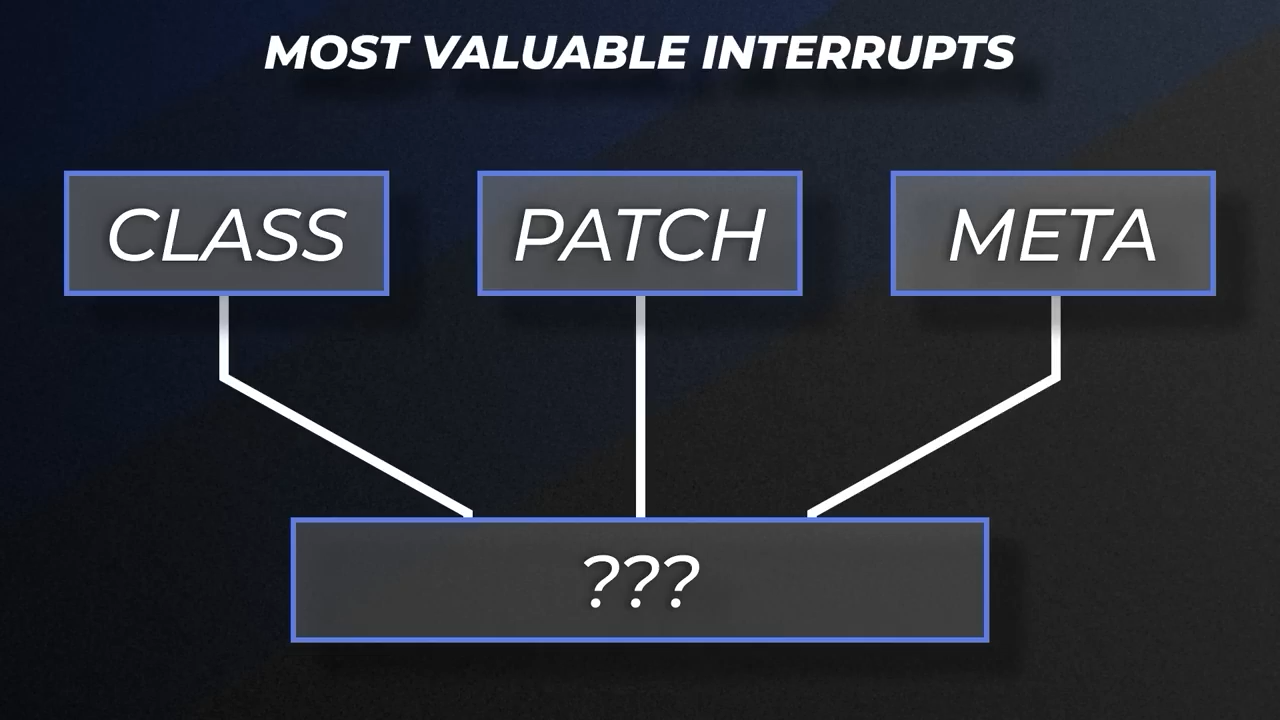 MOST VALUABLE INTERRUPTS
CLASS
PATCH
META
???